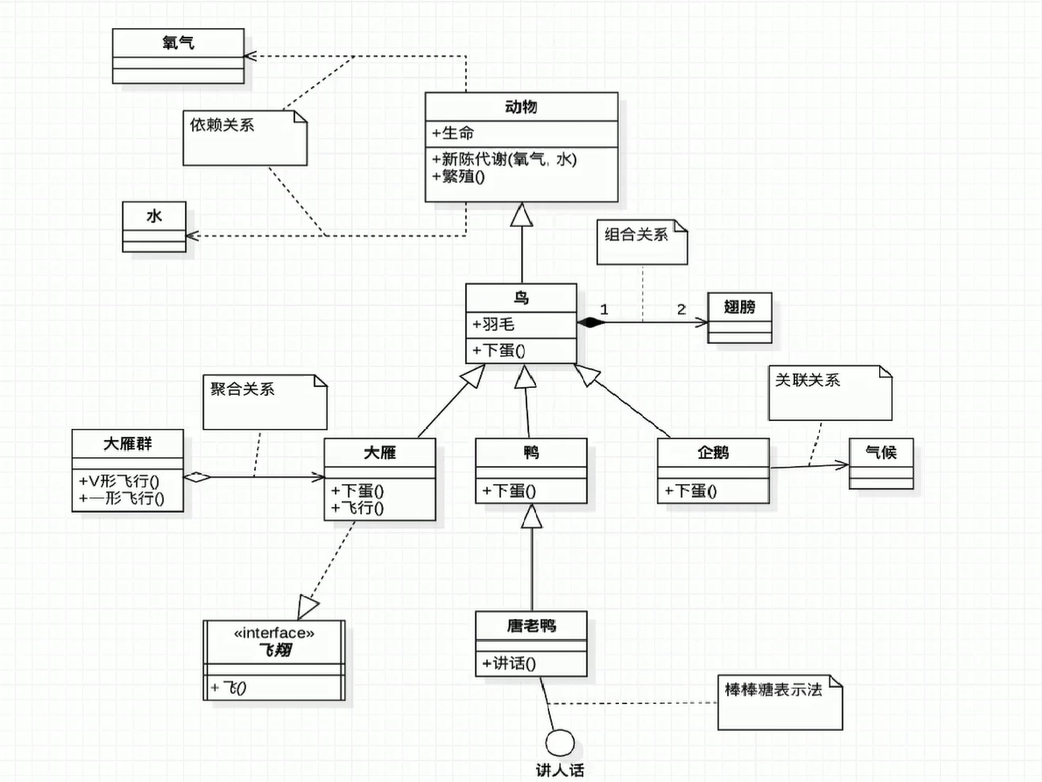 氧气
动物
+生命
+新陈代谢(氧气, 水)
+繁殖()
依赖关系
水
组合关系
鸟
+羽毛
+下蛋()
1
2
翅膀
聚合关系
关联关系
大雁群
+V形飞行()
+一形飞行()
大雁
+下蛋()
+飞行()
鸭
+下蛋()
企鹅
+下蛋()
气候
«interface»
飞翔
+飞()
唐老鸭
+讲话()
棒棒糖表示法
讲人话